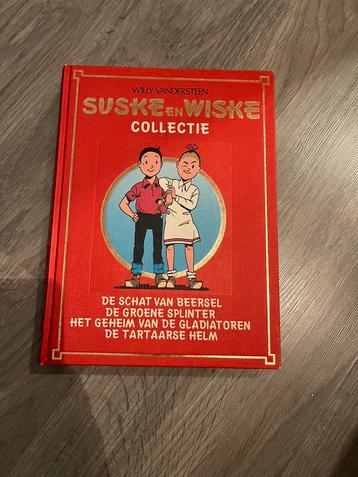 WILLY VANDERSTEEN
SUSKE EN WISKE
COLLECTIE
DE SCHAT VAN BEERSEL
DE GROENE SPLINTER
HET GEHEIM VAN DE GLADIATOREN
DE TARTAARSE HELM